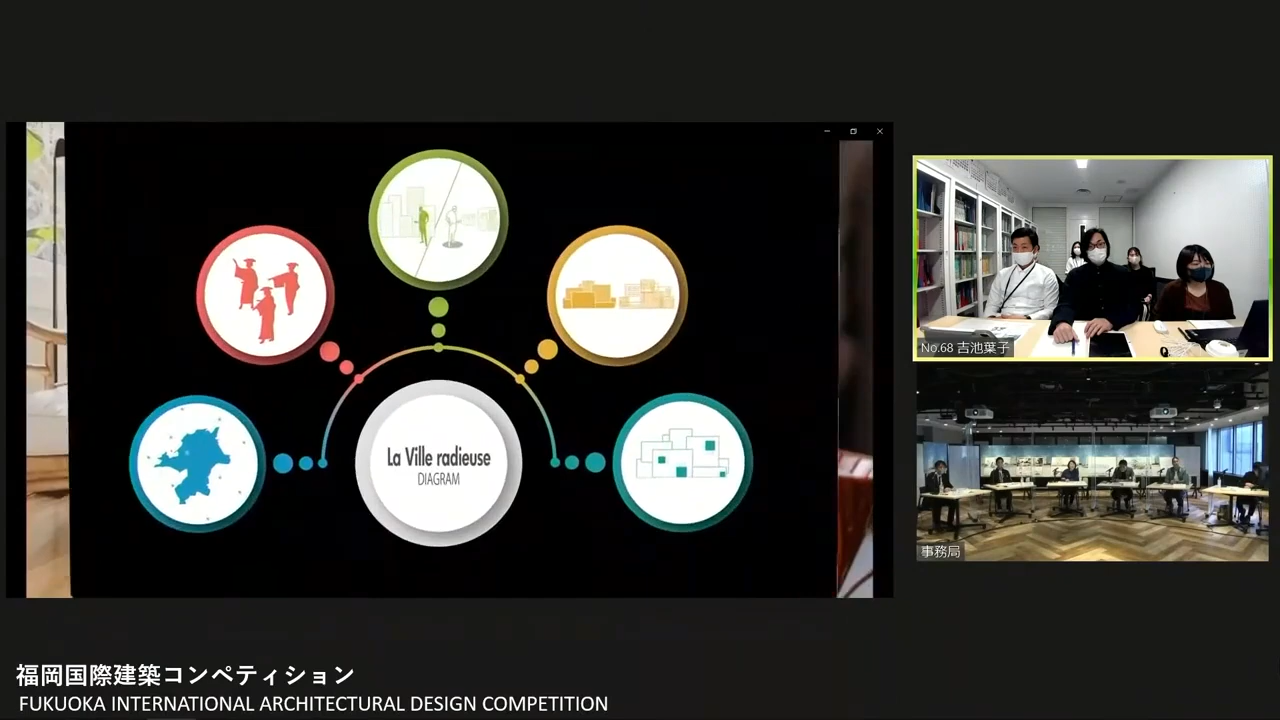 La Ville radieuse
DIAGRAM
No.68 吉池葉子
事務局
福岡国際建築コンペティション
FUKUOKA INTERNATIONAL ARCHITECTURAL DESIGN COMPETITION